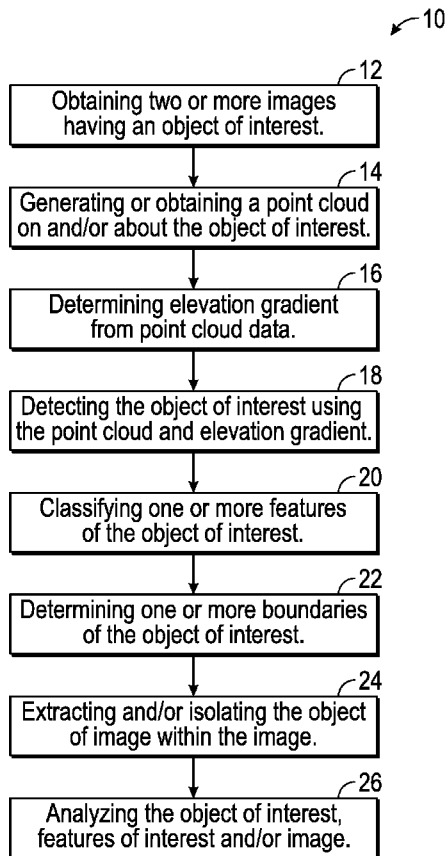 10
12
Obtaining two or more images
having an object of interest.
14
Generating or obtaining a point cloud
on and/or about the object of interest.
16
Determining elevation gradient
from point cloud data.
18
Detecting the object of interest using
the point cloud and elevation gradient.
20
Classifying one or more features
of the object of interest.
22
Determining one or more boundaries
of the object of interest.
24
Extracting and/or isolating the object
of image within the image.
26
Analyzing the object of interest,
features of interest and/or image.